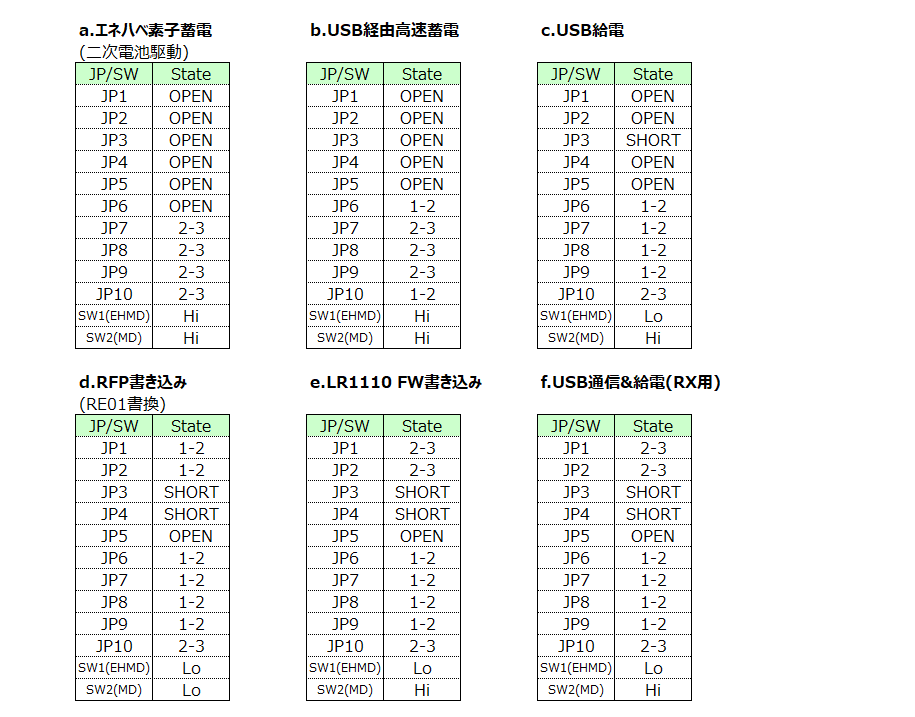 a.エネハベ素子蓄電
(二次電池駆動)
JP/SW State
JP1 OPEN
JP2 OPEN
JP3 OPEN
JP4 OPEN
JP5 OPEN
JP6 OPEN
JP7 2-3
JP8 2-3
JP9 2-3
JP10 2-3
SW1(EHMD) Hi
SW2(MD) Hi
b.USB経由高速蓄電
JP/SW State
JP1 OPEN
JP2 OPEN
JP3 OPEN
JP4 OPEN
JP5 OPEN
JP6 1-2
JP7 2-3
JP8 2-3
JP9 2-3
JP10 1-2
SW1(EHMD) Hi
SW2(MD) Hi
c.USB給電
JP/SW State
JP1 OPEN
JP2 OPEN
JP3 SHORT
JP4 OPEN
JP5 OPEN
JP6 1-2
JP7 1-2
JP8 1-2
JP9 1-2
JP10 2-3
SW1(EHMD) Lo
SW2(MD) Hi
d.RFP書き込み
(RE01書換)
JP/SW State
JP1 1-2
JP2 1-2
JP3 SHORT
JP4 SHORT
JP5 OPEN
JP6 1-2
JP7 1-2
JP8 1-2
JP9 1-2
JP10 2-3
SW1(EHMD) Lo
SW2(MD) Lo
e.LR1110 FW書き込み
JP/SW State
JP1 2-3
JP2 2-3
JP3 SHORT
JP4 SHORT
JP5 OPEN
JP6 1-2
JP7 1-2
JP8 1-2
JP9 1-2
JP10 2-3
SW1(EHMD) Lo
SW2(MD) Hi
f.USB通信&給電(RX用)
JP/SW State
JP1 2-3
JP2 2-3
JP3 SHORT
JP4 SHORT
JP5 OPEN
JP6 1-2
JP7 1-2
JP8 1-2
JP9 1-2
JP10 2-3
SW1(EHMD) Lo
SW2(MD) Hi